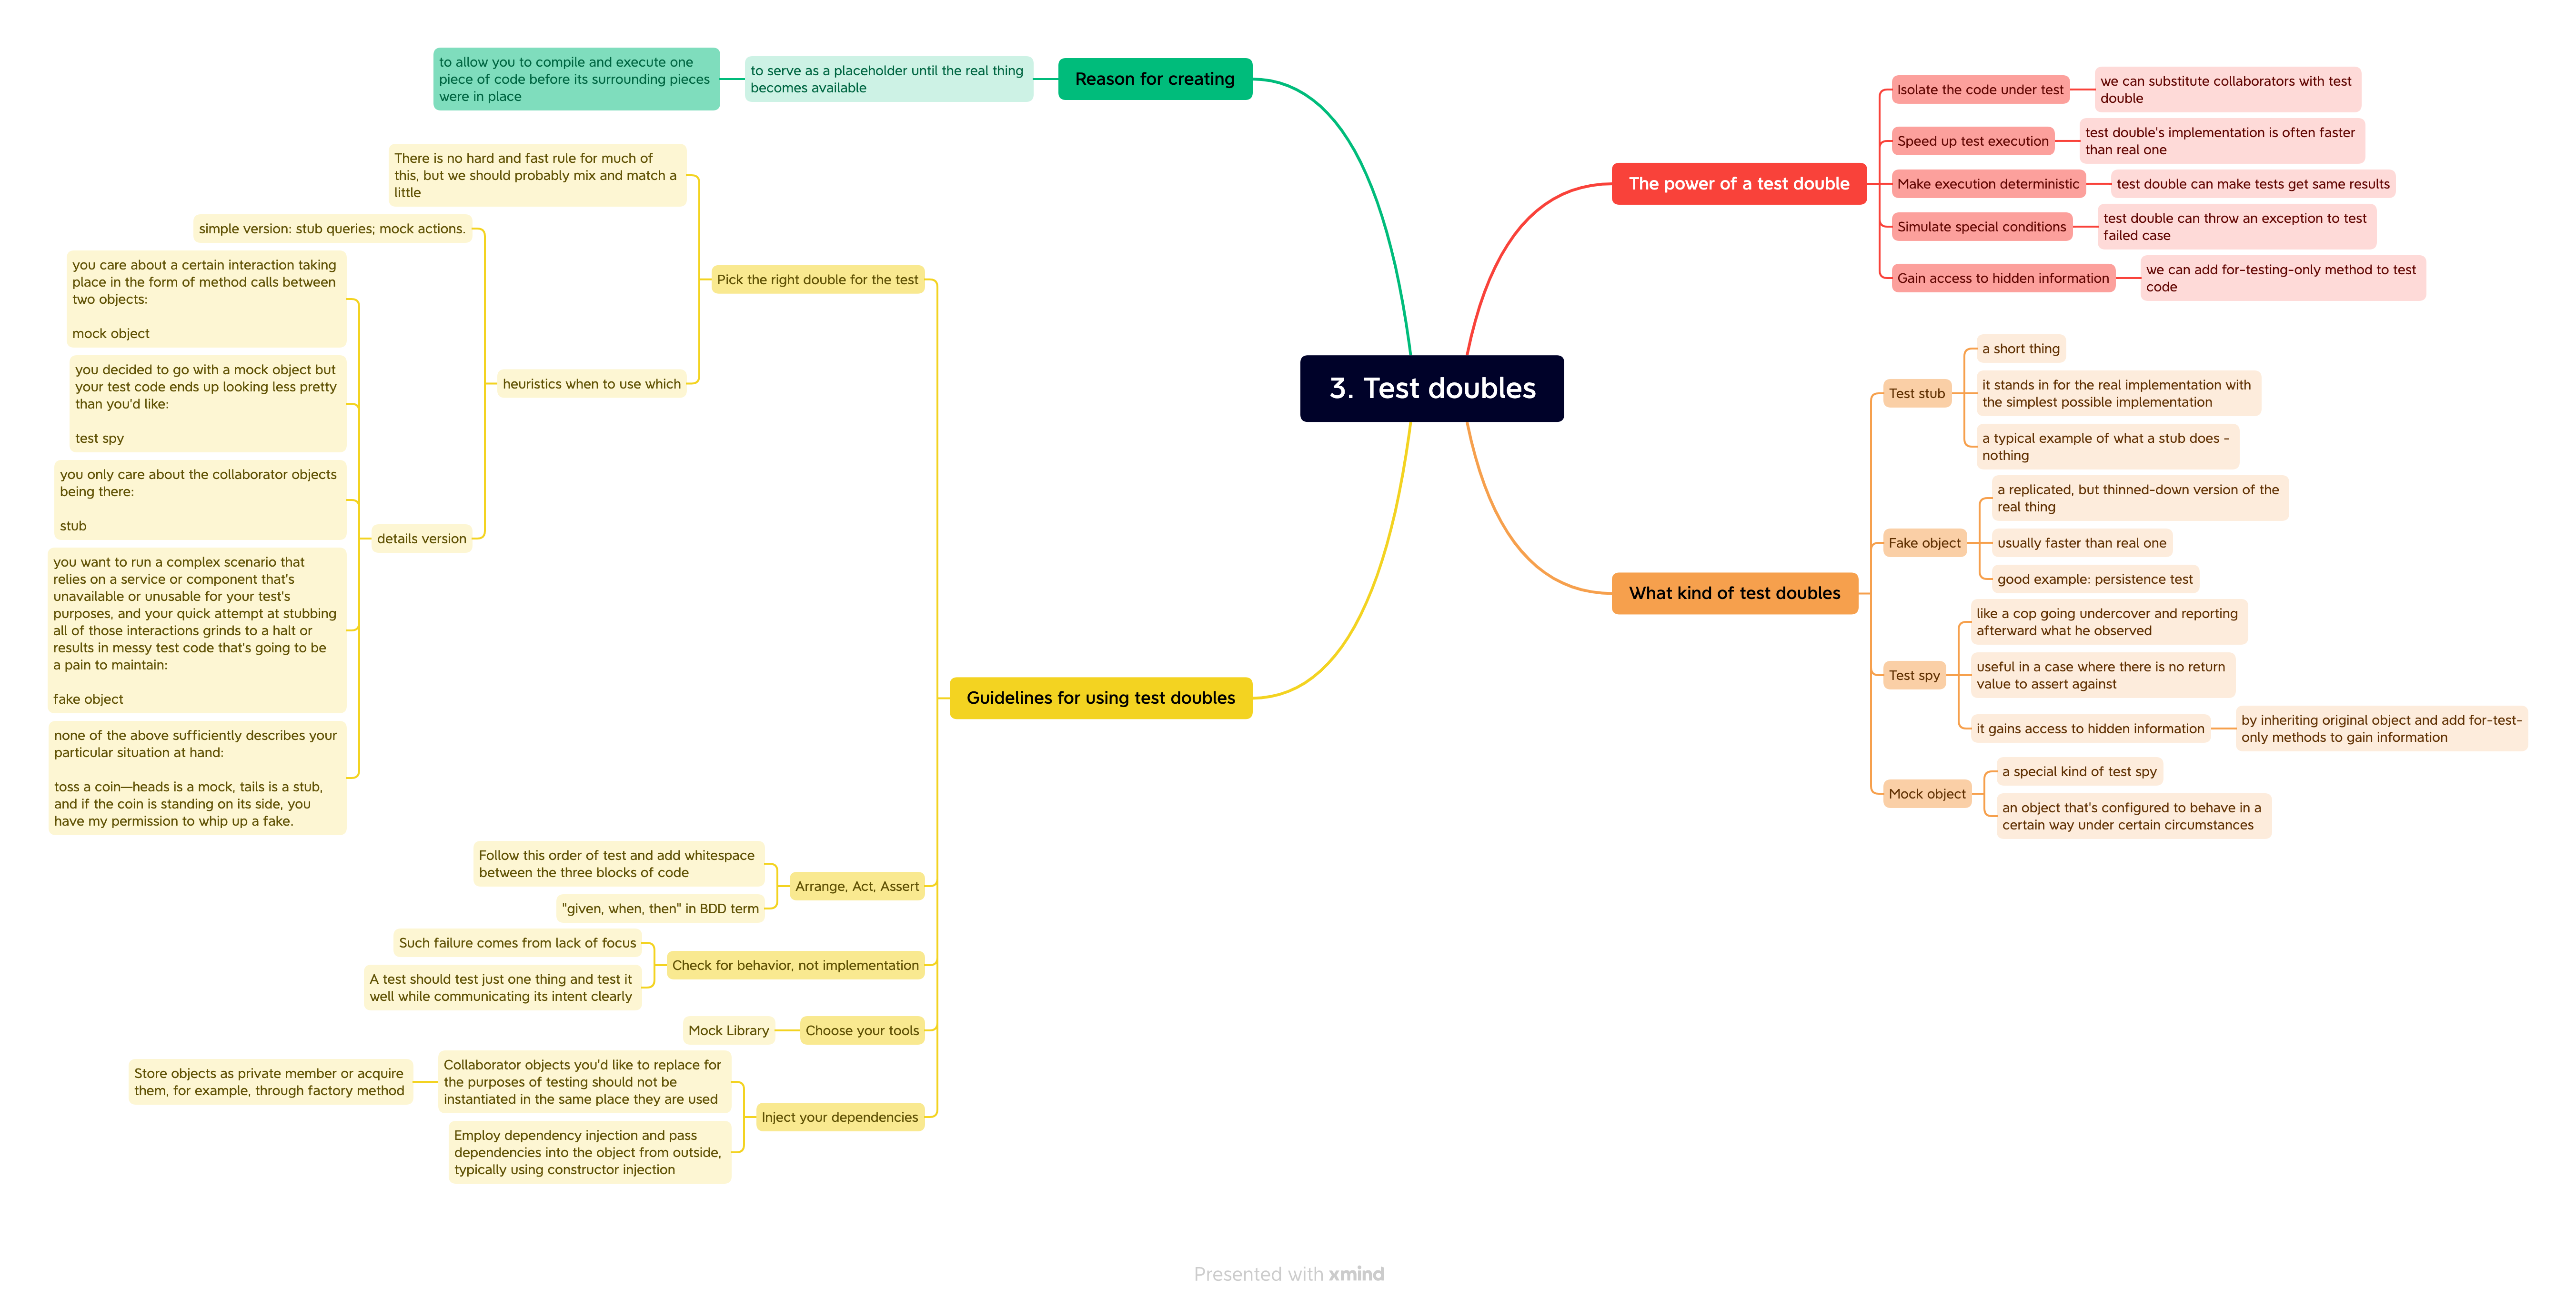 3. Test doubles
The power of a test double
Isolate the code under test
we can substitute collaborators with test
double
Speed up test execution
test double's implementation is often faster
than real one
Make execution deterministic
test double can make tests get same results
Simulate special conditions
test double can throw an exception to test
failed case
Gain access to hidden information
we can add for-testing-only method to test
code
What kind of test doubles
Test stub
a short thing
it stands in for the real implementation with
the simplest possible implementation
a typical example of what a stub does -
nothing
Fake object
a replicated, but thinned-down version of the
real thing
usually faster than real one
good example: persistence test
Test spy
like a cop going undercover and reporting
afterward what he observed
useful in a case where there is no return
value to assert against
it gains access to hidden information
by inheriting original object and add for-test-
only methods to gain information
Mock object
a special kind of test spy
an object that's configured to behave in a
certain way under certain circumstances
Reason for creating
to serve as a placeholder until the real thing
becomes available
to allow you to compile and execute one
piece of code before its surrounding pieces
were in place
Guidelines for using test doubles
Pick the right double for the test
There is no hard and fast rule for much of
this, but we should probably mix and match a
little
heuristics when to use which
simple version: stub queries; mock actions.
details version
you care about a certain interaction taking
place in the form of method calls between
two objects:
mock object
you decided to go with a mock object but
your test code ends up looking less pretty
than you'd like:
test spy
you only care about the collaborator objects
being there:
stub
you want to run a complex scenario that
relies on a service or component that's
unavailable or unusable for your test's
purposes, and your quick attempt at stubbing
all of those interactions grinds to a halt or
results in messy test code that's going to be
a pain to maintain:
fake object
none of the above sufficiently describes your
particular situation at hand:
toss a coin—heads is a mock, tails is a stub,
and if the coin is standing on its side, you
have my permission to whip up a fake.
Arrange, Act, Assert
Follow this order of test and add whitespace
between the three blocks of code
"given, when, then" in BDD term
Check for behavior, not implementation
Such failure comes from lack of focus
A test should test just one thing and test it
well while communicating its intent clearly
Choose your tools
Mock Library
Inject your dependencies
Collaborator objects you'd like to replace for
the purposes of testing should not be
instantiated in the same place they are used
Store objects as private member or acquire
them, for example, through factory method
Employ dependency injection and pass
dependencies into the object from outside,
typically using constructor injection
Presented with xmind